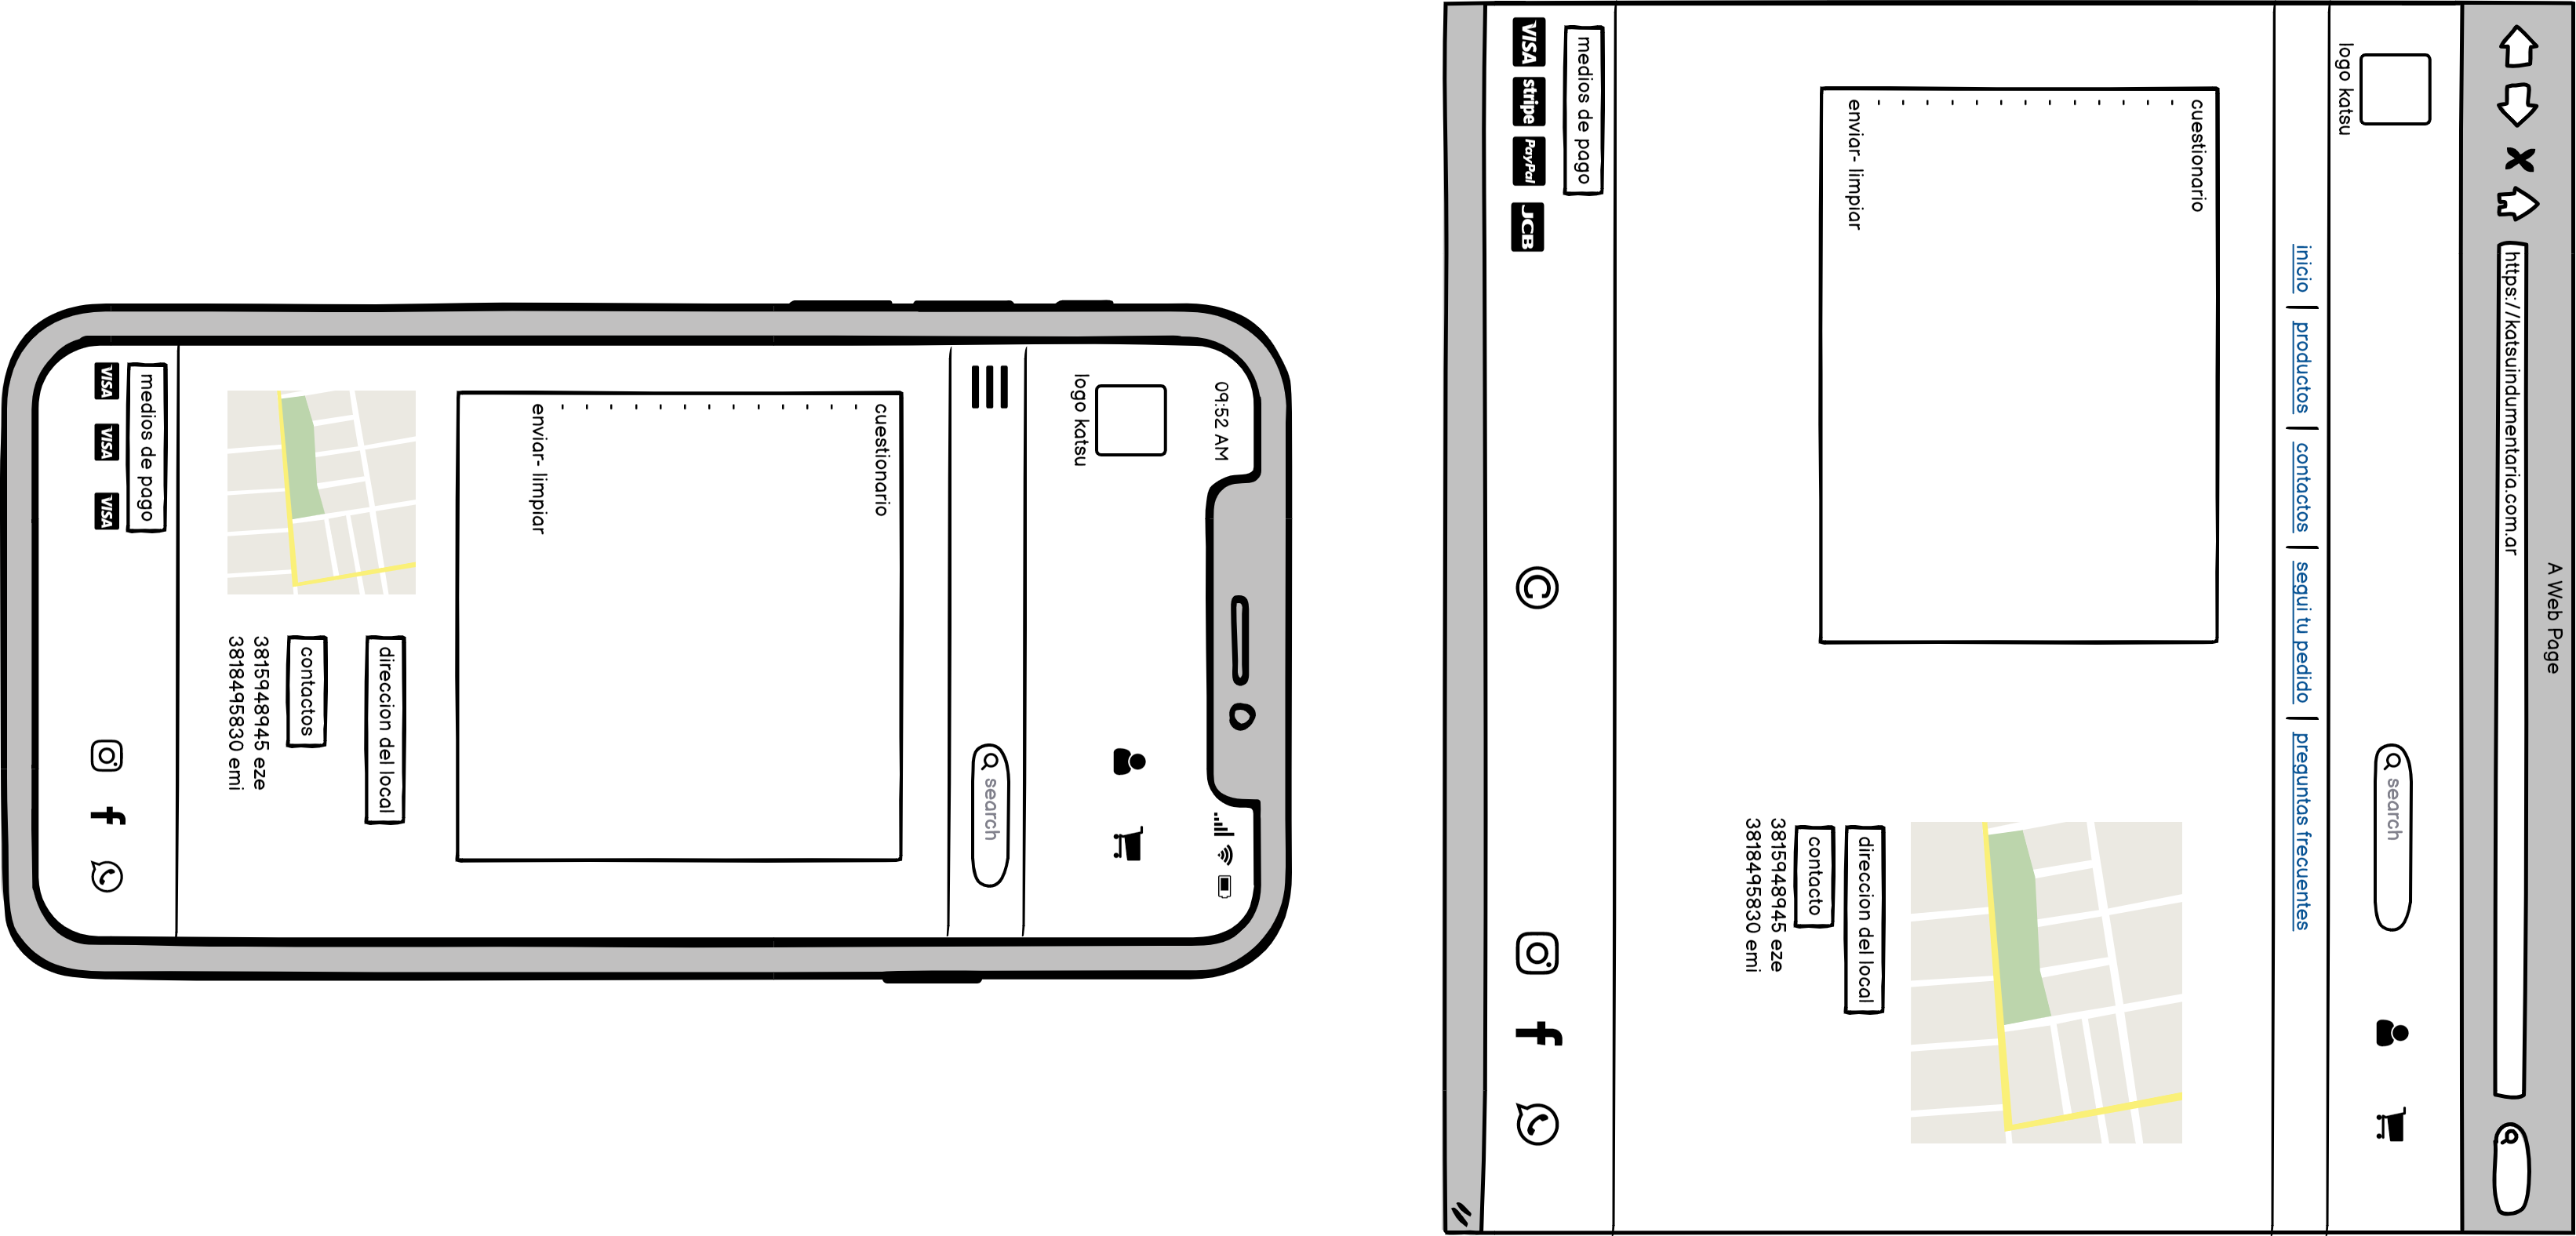 A Web Page
https://katsuindumentaria.com.ar
logo katsu
search
inicio
productos
contactos
segui tu pedido
preguntas frecuentes
cuestionario
-
-
-
-
-
-
-
-
-
-
-
-
-
enviar- limpiar
direccion del local
contacto
3815948945 eze
3818495830 emi
medios de pago
VISA stripe PayPal JCB
©
09:52 AM
logo katsu
search
cuestionario
-
-
-
-
-
-
-
-
-
-
-
-
-
enviar- limpiar
direccion del local
contactos
3815948945 eze
3818495830 emi
medios de pago
VISA VISA VISA